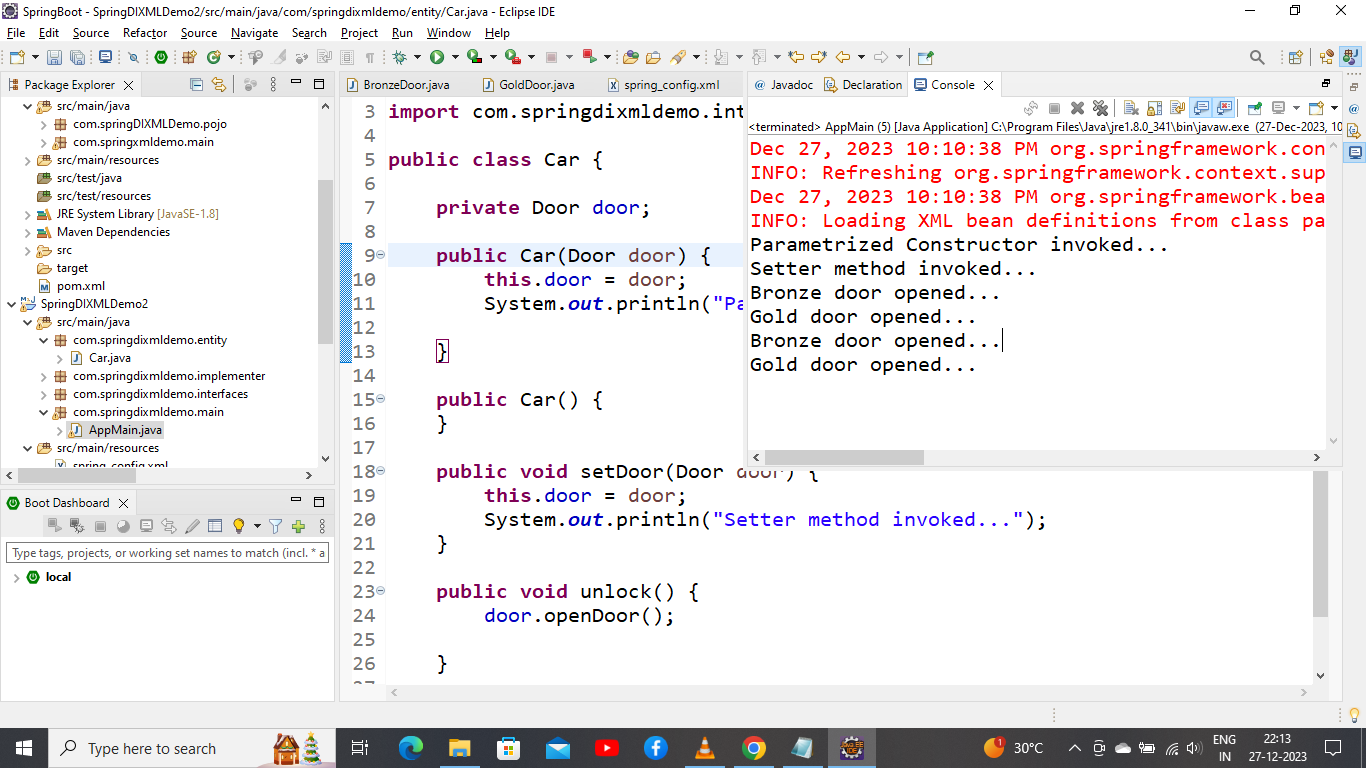 SpringBoot - SpringDIXMLDemo2/src/main/java/com/springdixmldemo/entity/Car.java - Eclipse IDE
File Edit Source Refactor Source Navigate Search Project Run Window Help
Package Explorer
src/main/java
com.springDIXMLDemo.pojo
com.springxmldemo.main
src/main/resources
src/test/java
src/test/resources
JRE System Library [JavaSE-1.8]
Maven Dependencies
src
target
pom.xml
SpringDIXMLDemo2
src/main/java
com.springdixmldemo.entity
Car.java
com.springdixmldemo.implementer
com.springdixmldemo.interfaces
com.springdixmldemo.main
AppMain.java
src/main/resources
spring_config.xml
Boot Dashboard
Type tags, projects, or working set names to match (incl. * a
local
BronzeDoor.java GoldDoor.java spring_config.xml
3 import com.springdixmldemo.int
4
5 public class Car {
6
7 private Door door;
8
9 public Car(Door door) {
10 this.door = door;
11 System.out.println("Pa
12
13 }
14
15 public Car() {
16 }
17
18 public void setDoor(Door door) {
19 this.door = door;
20 System.out.println("Setter method invoked...");
21 }
22
23 public void unlock() {
24 door.openDoor();
25
26 }
27
Javadoc Declaration Console
<terminated> AppMain (5) [Java Application] C:\Program Files\Java\jre1.8.0_341\bin\javaw.exe (27-Dec-2023, 10
Dec 27, 2023 10:10:38 PM org.springframework.con
INFO: Refreshing org.springframework.context.sup
Dec 27, 2023 10:10:38 PM org.springframework.bea
INFO: Loading XML bean definitions from class pa
Parametrized Constructor invoked...
Setter method invoked...
Bronze door opened...
Gold door opened...
Bronze door opened...
Gold door opened...
Type here to search
1
30°C
ENG
IN
22:13
27-12-2023